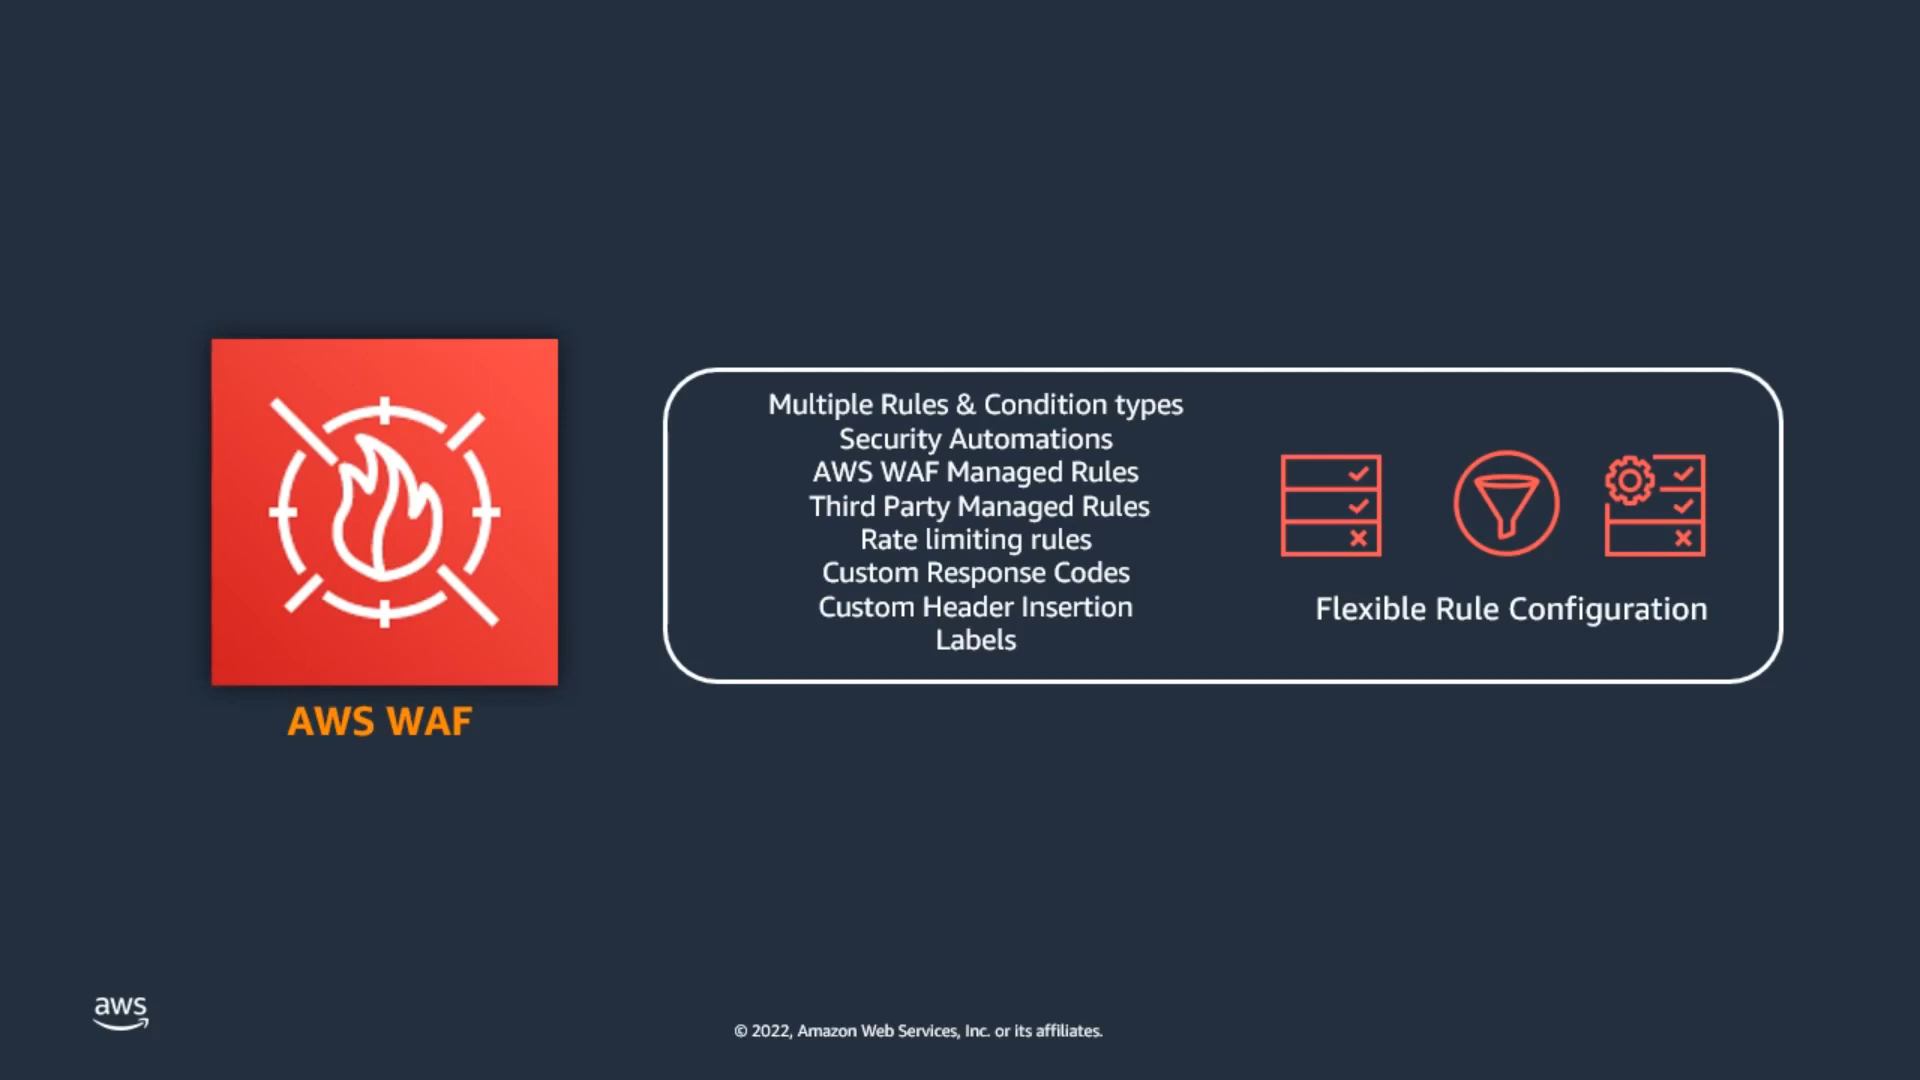 Multiple Rules & Condition types
Security Automations
AWS WAF Managed Rules
Third Party Managed Rules
Rate limiting rules
Custom Response Codes
Custom Header Insertion
Labels
Flexible Rule Configuration
AWS WAF
aws
© 2022, Amazon Web Services, Inc. or its affiliates.